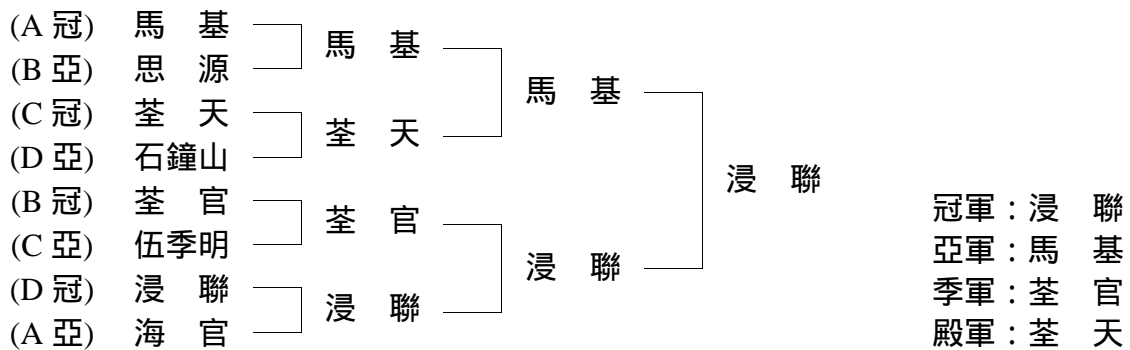 (A 冠) 馬 基
(B 亞) 思 源
(C 冠) 荃 天
(D 亞) 石鐘山
(B 冠) 荃 官
(C 亞) 伍季明
(D 冠) 浸 聯
(A 亞) 海 官
馬 基
荃 天
荃 官
浸 聯
馬 基
浸 聯
浸 聯
冠軍：浸 聯
亞軍：馬 基
季軍：荃 官
殿軍：荃 天